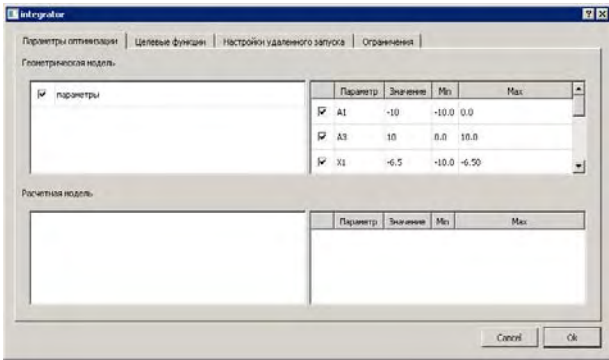 integrator
Параметры оптимизации Целевые функции Настройки удаленного запуска Ограничения
Геометрическая модель
параметры
Параметр Значение Min Max
A1 -10 -10.0 0.0
A3 10 0.0 10.0
X1 -6.5 -10.0 -6.50
Расчетная модель
Параметр Значение Min Max
Cancel Ok